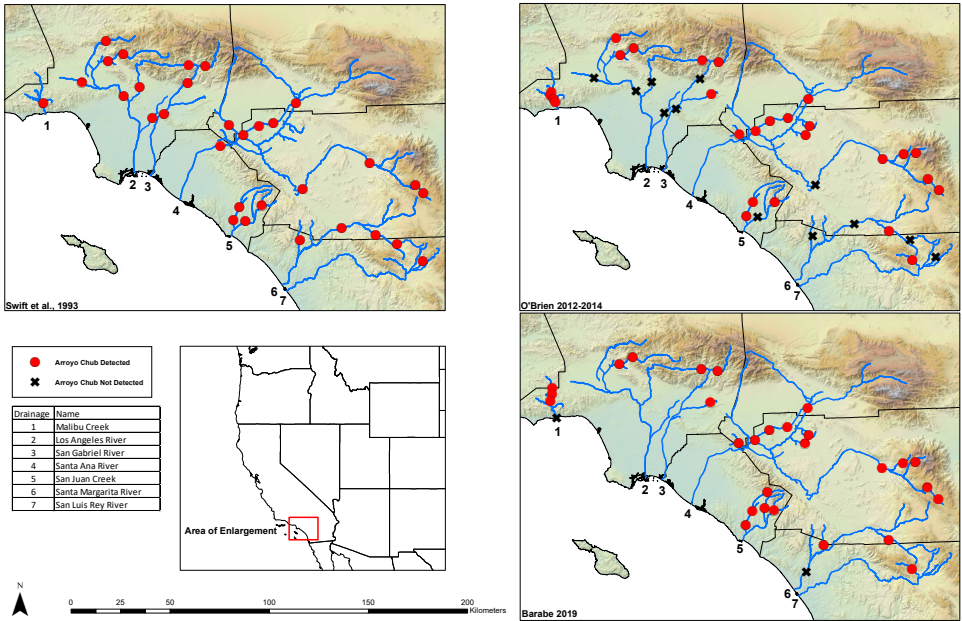 1
2
3
4
5
6
7
Swift et al., 1993
1
2
3
4
5
6
7
O'Brien 2012-2014
Arroyo Chub Detected
Arroyo Chub Not Detected
Drainage Name
1 Malibu Creek
2 Los Angeles River
3 San Gabriel River
4 Santa Ana River
5 San Juan Creek
6 Santa Margarita River
7 San Luis Rey River
Area of Enlargement
N
0 25 50 100 150 200
Kilometers
1
2
3
4
5
6
7
Barabe 2019